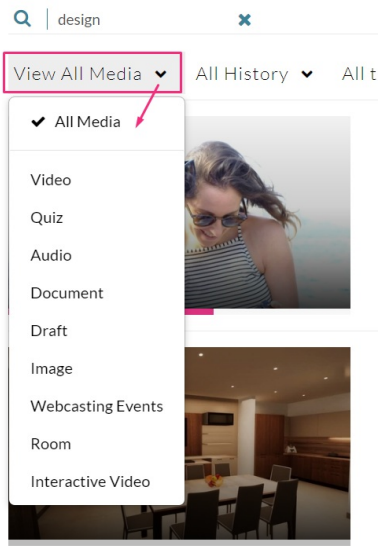 design
View All Media All History All t
All Media
Video
Quiz
Audio
Document
Draft
Image
Webcasting Events
Room
Interactive Video